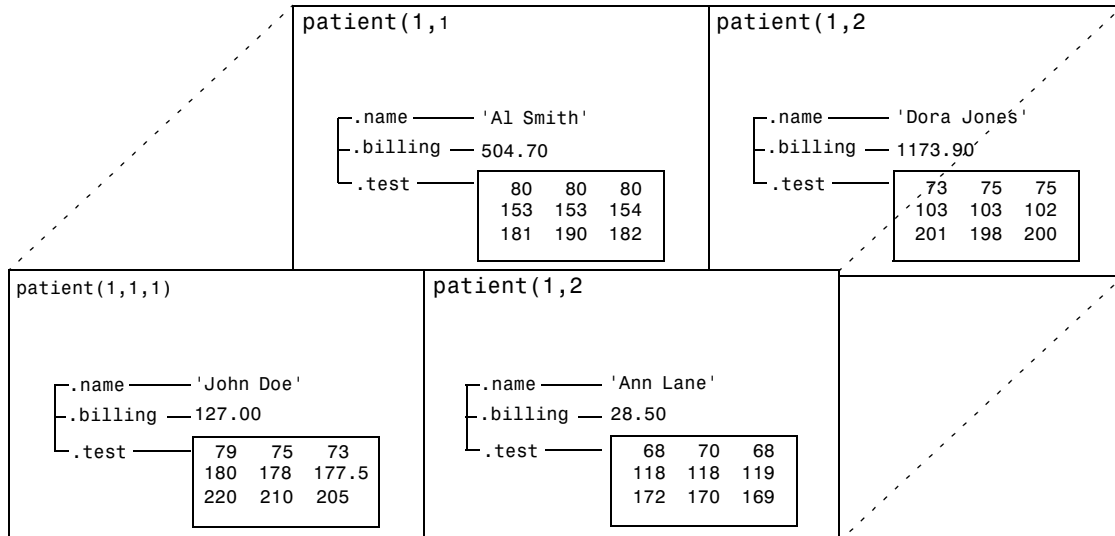 patient(1,1
.name 'Al Smith'
.billing 504.70
.test
80 80 80
153 153 154
181 190 182
patient(1,2
.name 'Dora Jones'
.billing 1173.90
.test
73 75 75
103 103 102
201 198 200
patient(1,1,1)
.name 'John Doe'
.billing 127.00
.test
79 75 73
180 178 177.5
220 210 205
patient(1,2
.name 'Ann Lane'
.billing 28.50
.test
68 70 68
118 118 119
172 170 169